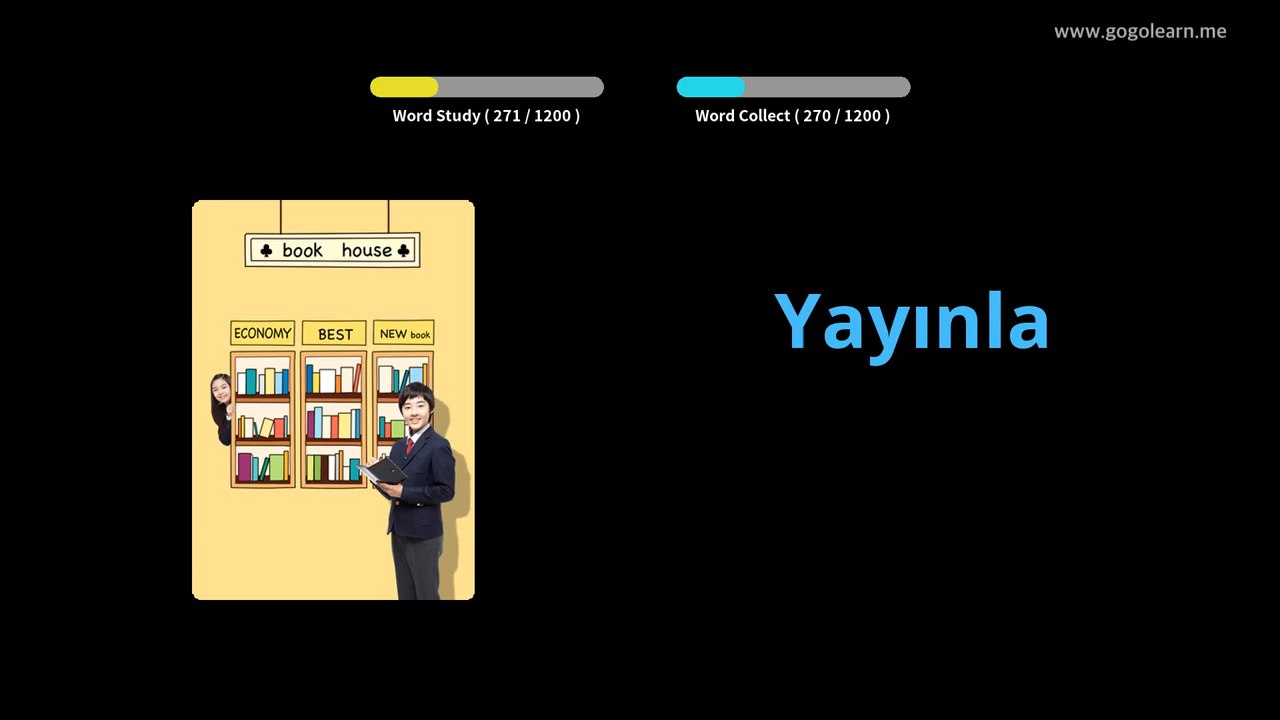 www.gogolearn.me
Word Study ( 271 / 1200 )
Word Collect ( 270 / 1200 )
♣ book house ♣
ECONOMY
BEST
NEW book
Yayınla